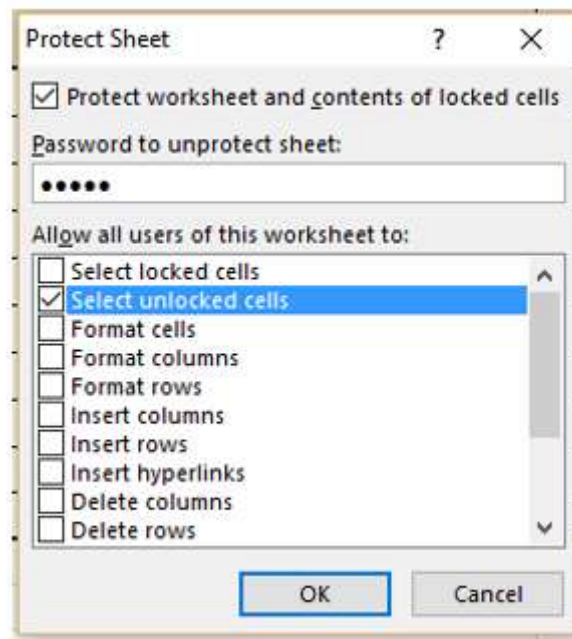 Protect Sheet ?
Protect worksheet and contents of locked cells
Password to unprotect sheet:
•••••
Allow all users of this worksheet to:
Select locked cells
Select unlocked cells
Format cells
Format columns
Format rows
Insert columns
Insert rows
Insert hyperlinks
Delete columns
Delete rows
OK Cancel